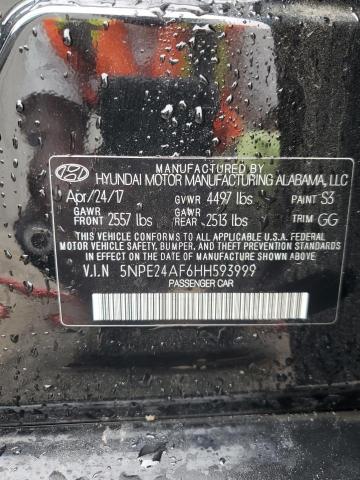 MANUFACTURED BY
HYUNDAI MOTOR MANUFACTURING ALABAMA, LLC
Apr/24/17 GVWR 4497 lbs PAINT S3
GAWR FRONT 2557 lbs GAWR REAR 2513 lbs TRIM GG
THIS VEHICLE CONFORMS TO ALL APPLICABLE U.S.A. FEDERAL
MOTOR VEHICLE SAFETY, BUMPER, AND THEFT PREVENTION STANDARDS
IN EFFECT ON THE DATE OF MANUFACTURE SHOWN ABOVE
V.I.N 5NPE24AF6HH593999
PASSENGER CAR